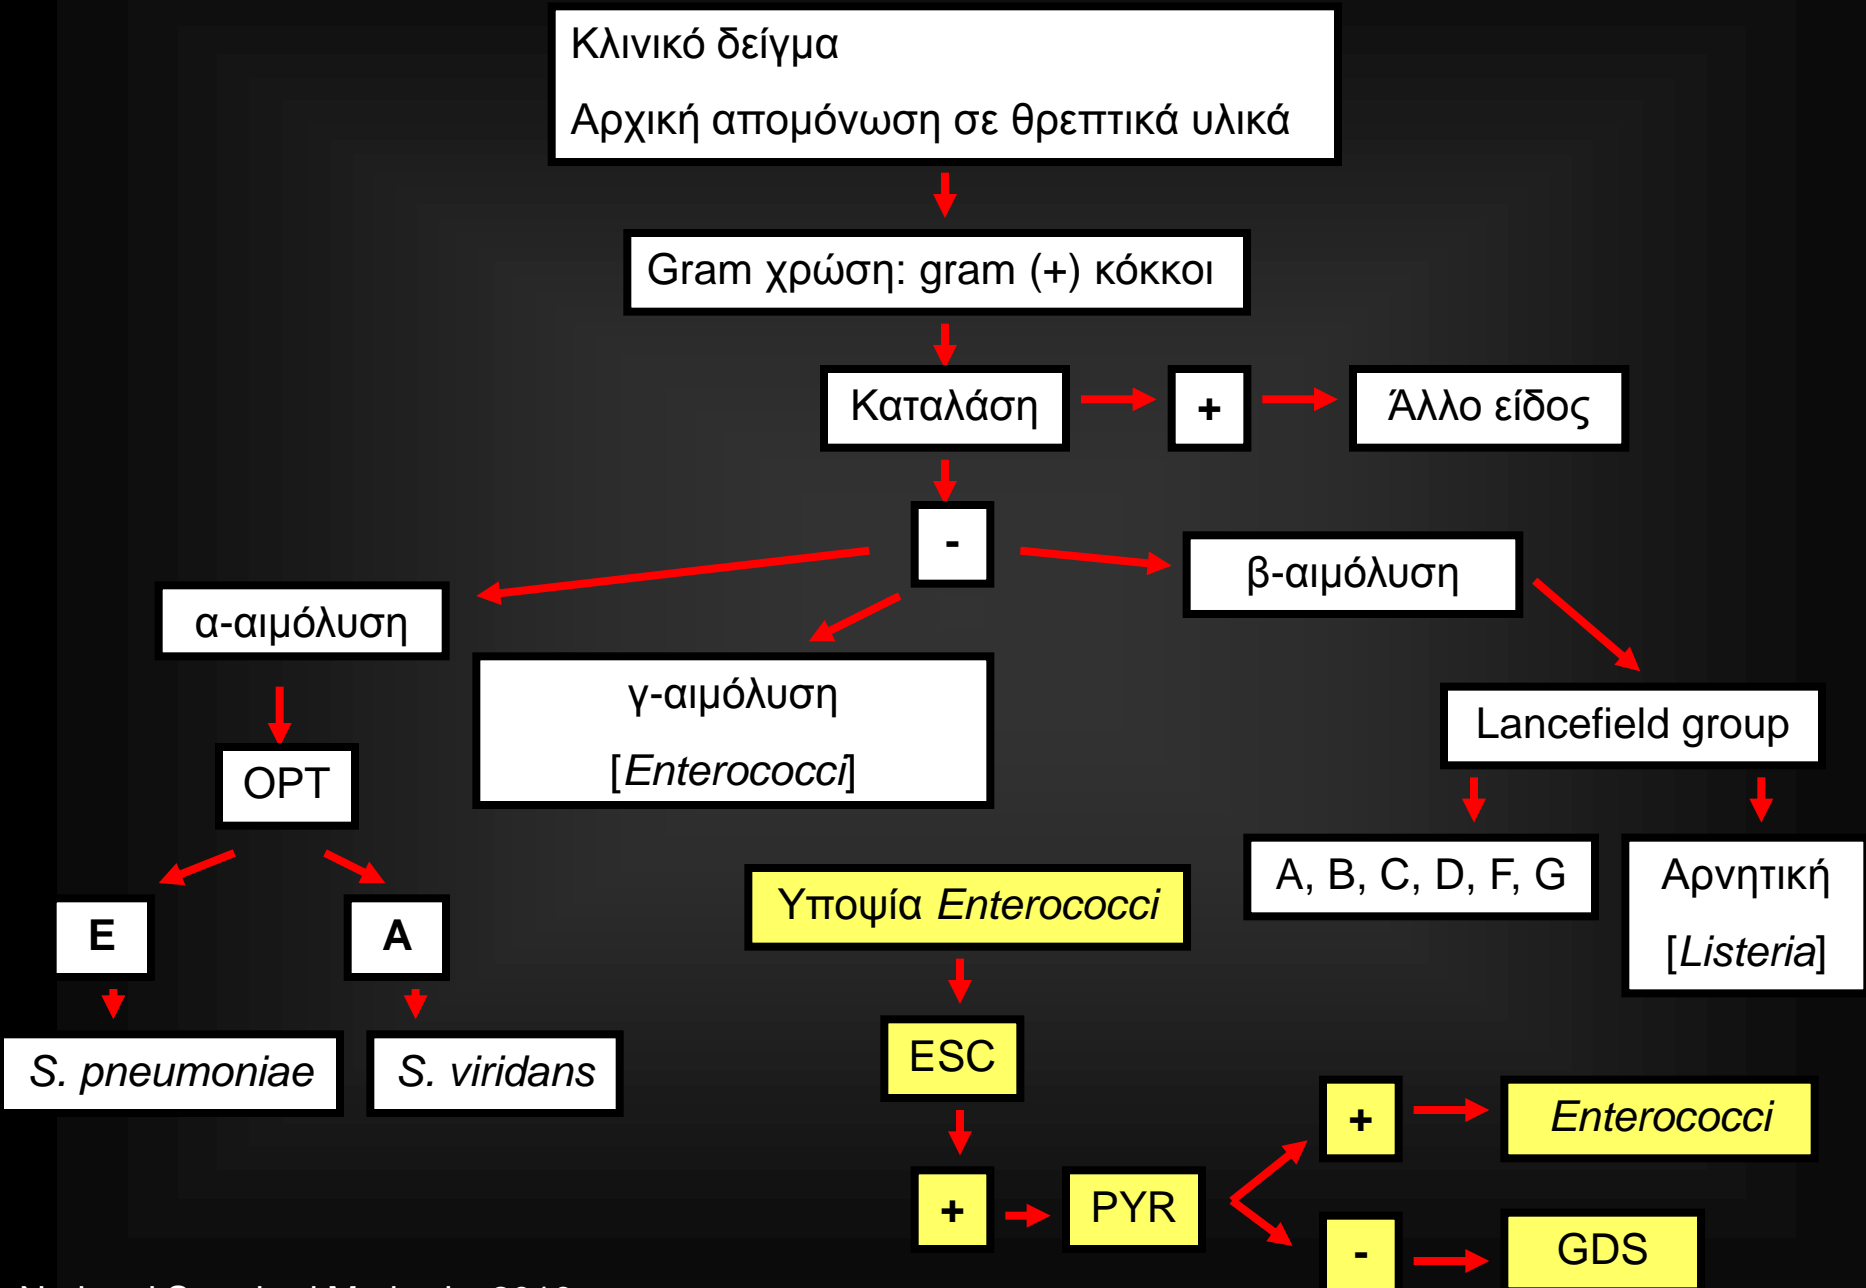 Κλινικό δείγμα
Αρχική απομόνωση σε θρεπτικά υλικά
Gram χρώση: gram (+) κόκκοι
Καταλάση
+
Άλλο είδος
-
β-αιμόλυση
α-αιμόλυση
γ-αιμόλυση
[Enterococci]
Lancefield group
OPT
A, B, C, D, F, G
Αρνητική
[Listeria]
Υποψία Enterococci
E
A
S. pneumoniae
S. viridans
ESC
+
Enterococci
+
PYR
-
GDS